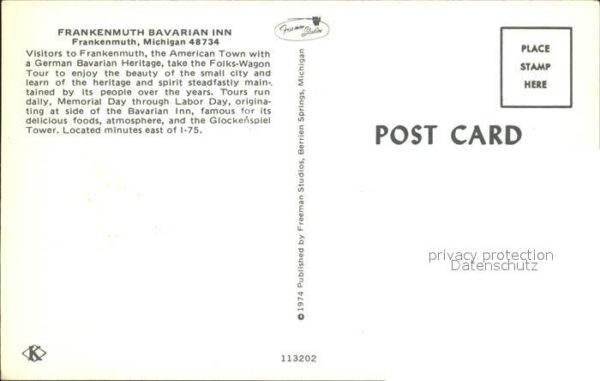 FRANKENMUTH BAVARIAN INN
Frankenmuth, Michigan 48734
Visitors to Frankenmuth, the American Town with
a German Bavarian Heritage, take the Folks-Wagon
Tour to enjoy the beauty of the small city and
learn of the heritage and spirit steadfastly main-
tained by its people over the years. Tours run
daily, Memorial Day through Labor Day, origina-
ting at side of the Bavarian Inn, famous for its
delicious foods, atmosphere, and the Glockenspiel
Tower. Located minutes east of I-75.
Freeman
Studios
© 1974 Published by Freeman Studios, Berrien Springs, Michigan
PLACE
STAMP
HERE
POST CARD
privacy protection
Datenschutz
K
113202